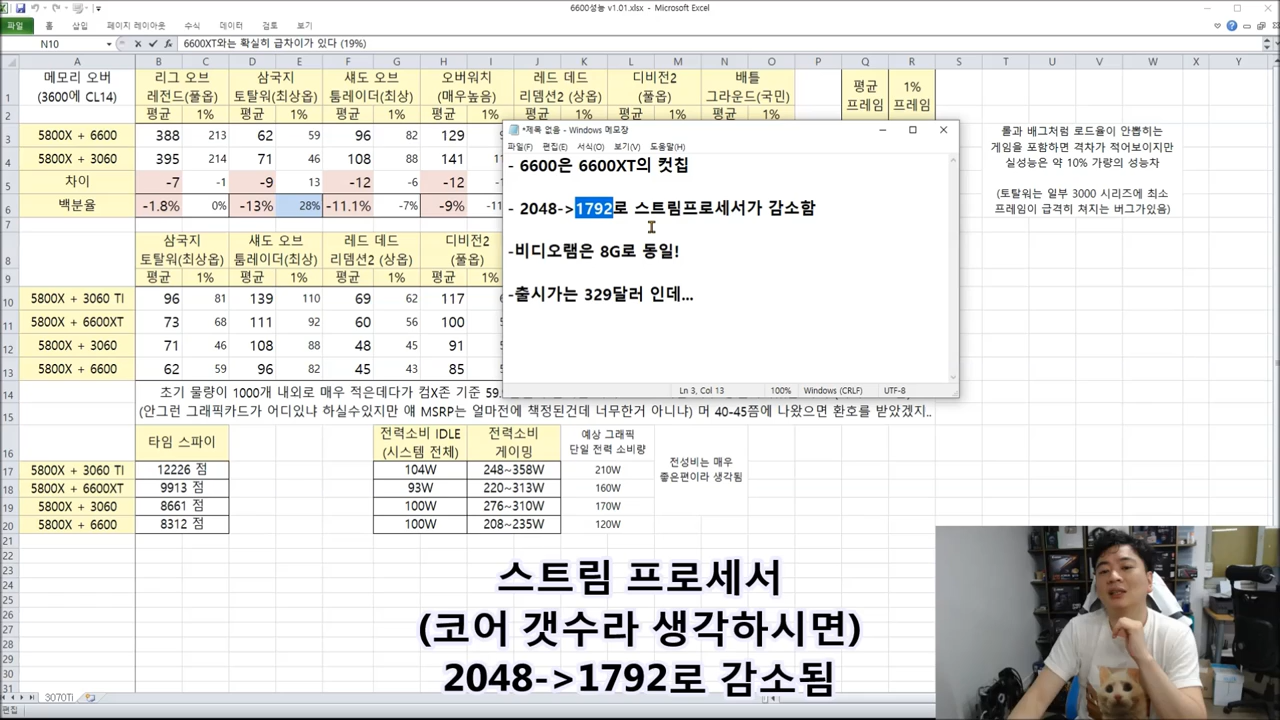 6600성능 v1.01.xlsx - Microsoft Excel
파일 홈 삽입 페이지 레이아웃 수식 데이터 검토 보기
N10 6600XT와는 확실히 급차이가 있다 (19%)
A B C D E F G H I J K L M N O P Q R S T U V W X Y
메모리 오버 리그 오브 삼국지 섀도 오브 오버워치 레드 데드 디비전2 배틀 평균 1%
(3600에 CL14) 레전드(풀옵) 토탈워(최상옵) 툼레이더(최상) (매우높음) 리뎀션2 (상옵) (풀옵) 그라운드(국민) 프레임 프레임
평균 1% 평균 1% 평균 1% 평균 1% 평균 1% 평균 1% 평균 1%
5800X + 6600 388 213 62 59 96 82 129
5800X + 3060 395 214 71 46 108 88 141
차이 -7 -1 -9 13 -12 -6 -12
백분율 -1.8% 0% -13% 28% -11.1% -7% -9%
롤과 배그처럼 로드율이 안뽑히는
게임을 포함하면 격차가 적어보이지만
실성능은 약 10% 가량의 성능차
(토탈워는 일부 3000 시리즈에 최소
프레임이 급격히 쳐지는 버그가있음)
*제목 없음 - Windows 메모장
파일(F) 편집(E) 서식(O) 보기(V) 도움말(H)
- 6600은 6600XT의 컷칩
- 2048->1792로 스트림프로세서가 감소함
-비디오램은 8G로 동일!
-출시가는 329달러 인데...
Ln 3, Col 13 100% Windows (CRLF) UTF-8
삼국지 섀도 오브 레드 데드 디비전2
토탈워(최상옵) 툼레이더(최상) 리뎀션2 (상옵) (풀옵)
평균 1% 평균 1% 평균 1% 평균 1%
5800X + 3060 TI 96 81 139 110 69 62 117
5800X + 6600XT 73 68 111 92 60 56 100
5800X + 3060 71 46 108 88 48 45 91
5800X + 6600 62 59 96 82 45 43 85
초기 물량이 1000개 내외로 매우 적은데다가 컴X존 기준 59.
(안그런 그래픽카드가 어디있냐 하실수있지만 얘 MSRP는 얼마전에 책정된건데 너무한거 아니냐) 머 40-45쯤에 나왔으면 환호를 받았겠지..
타임 스파이 전력소비 IDLE 전력소비 예상 그래픽
(시스템 전체) 게이밍 단일 전력 소비량
5800X + 3060 TI 12226 점 104W 248~358W 210W
5800X + 6600XT 9913 점 93W 220~313W 160W
5800X + 3060 8661 점 100W 276~310W 170W
5800X + 6600 8312 점 100W 208~235W 120W
전성비는 매우
좋은편이라 생각됨
스트림 프로세서
(코어 갯수라 생각하시면)
2048->1792로 감소됨
3070Ti
편집